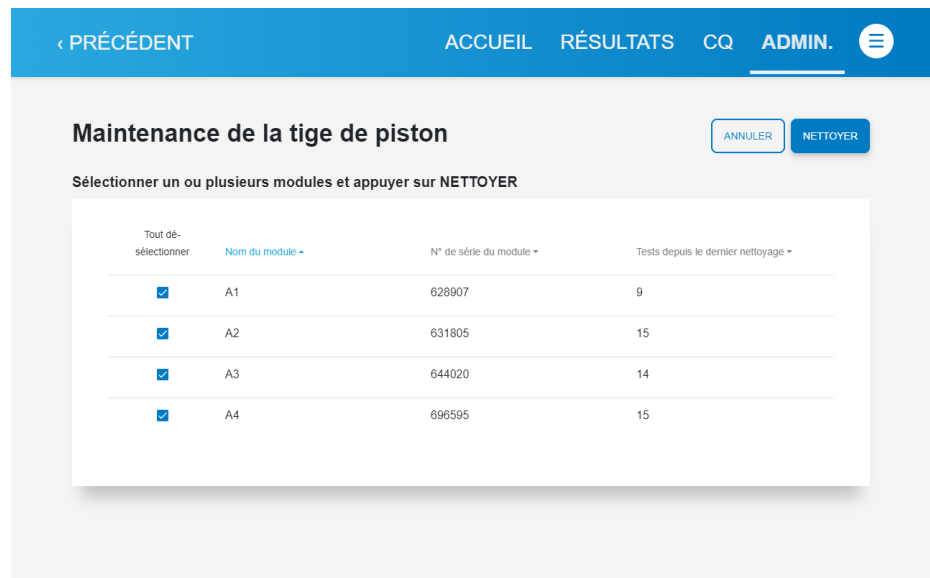 ‹ PRÉCÉDENT ACCUEIL RÉSULTATS CQ ADMIN.
Maintenance de la tige de piston ANNULER NETTOYER
Sélectionner un ou plusieurs modules et appuyer sur NETTOYER
Tout dé-
sélectionner Nom du module N° de série du module Tests depuis le dernier nettoyage
A1 628907 9
A2 631805 15
A3 644020 14
A4 696595 15